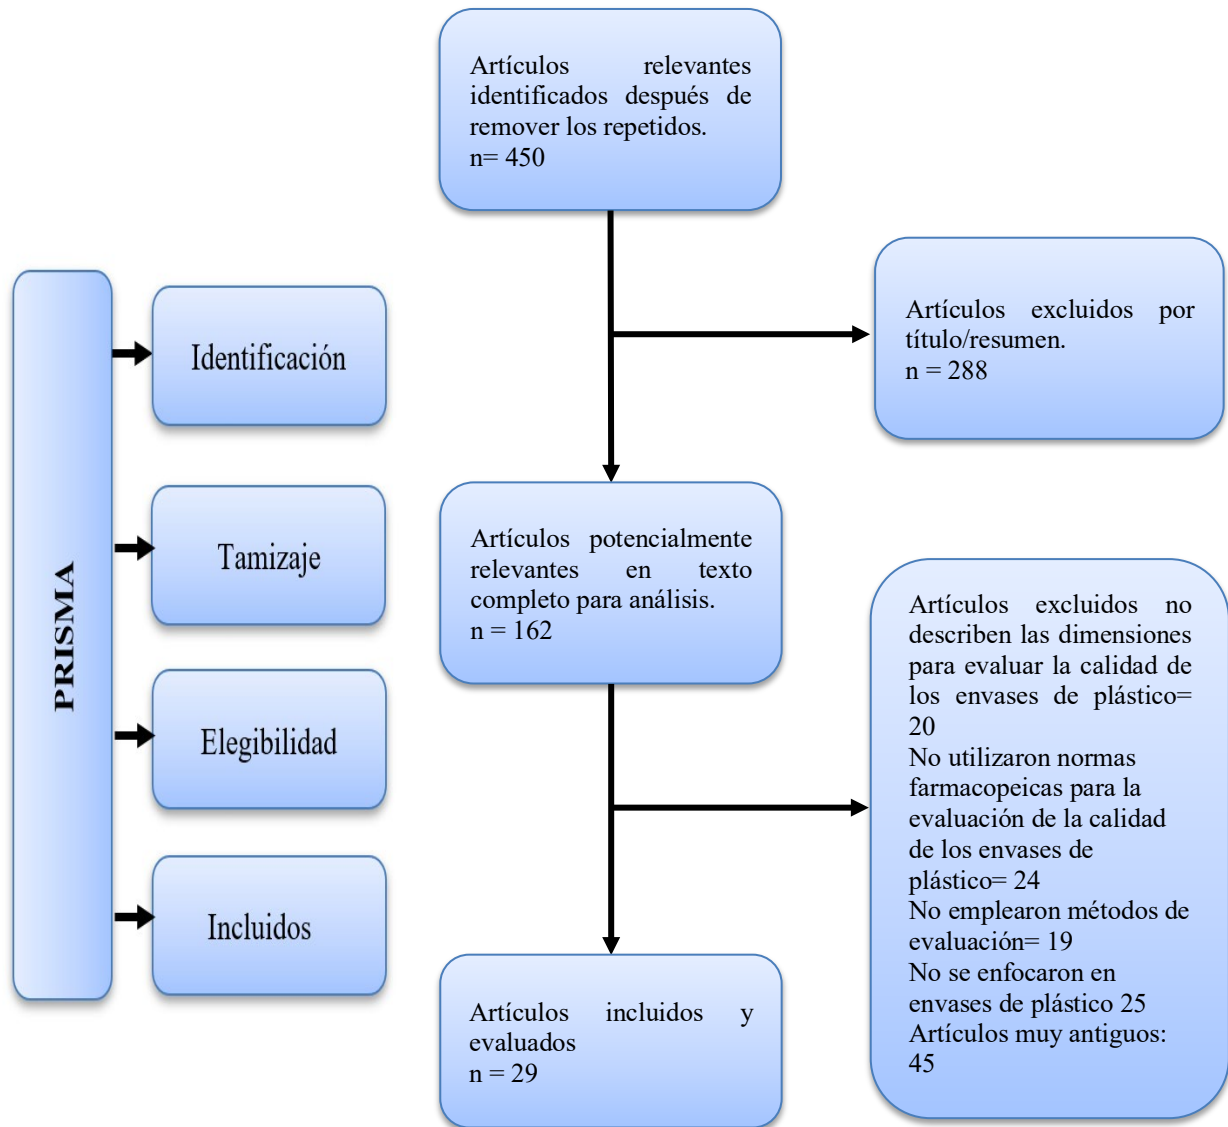 Artículos relevantes
identificados después de
remover los repetidos.
n= 450
Artículos excluidos por
título/resumen.
n = 288
PRISMA
Identificación
Tamizaje
Elegibilidad
Incluidos
Artículos potencialmente
relevantes en texto
completo para análisis.
n = 162
Artículos excluidos no
describen las dimensiones
para evaluar la calidad de
los envases de plástico=
20
No utilizaron normas
farmacopeicas para la
evaluación de la calidad
de los envases de
plástico= 24
No emplearon métodos de
evaluación= 19
No se enfocaron en
envases de plástico 25
Artículos muy antiguos:
45
Artículos incluidos y
evaluados
n = 29